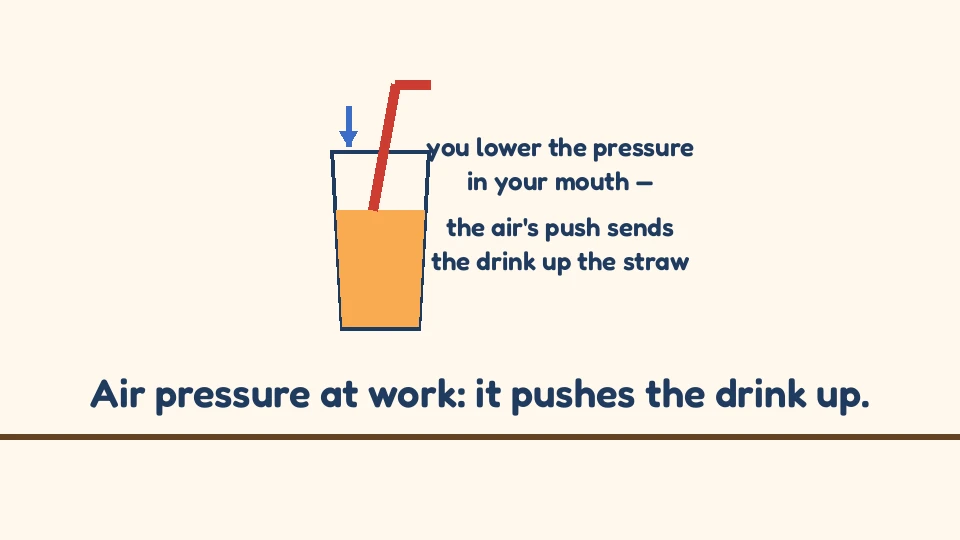 you lower the pressure
in your mouth —
the air's push sends
the drink up the straw
Air pressure at work: it pushes the drink up.